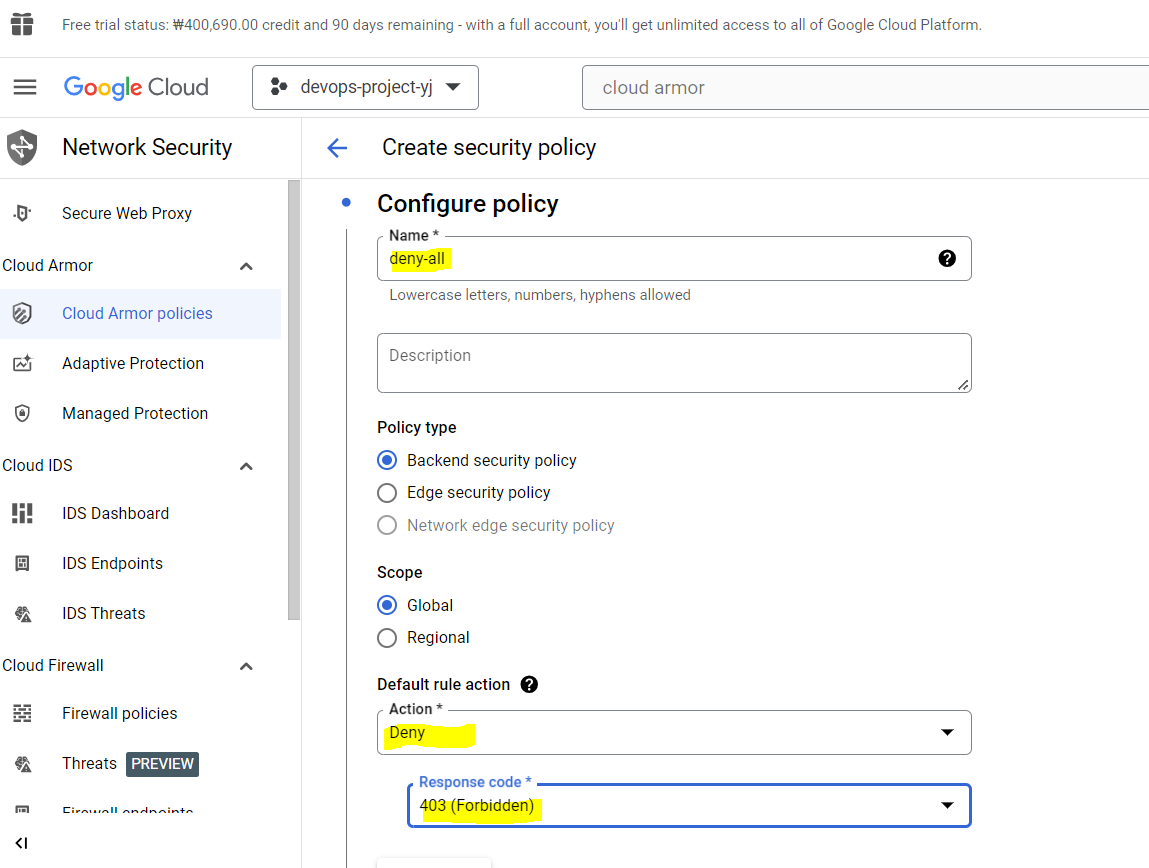 Free trial status: ₩400,690.00 credit and 90 days remaining - with a full account, you'll get unlimited access to all of Google Cloud Platform.
Google Cloud
devops-project-yj
cloud armor
Network Security
Create security policy
Secure Web Proxy
Cloud Armor
Cloud Armor policies
Adaptive Protection
Managed Protection
Cloud IDS
IDS Dashboard
IDS Endpoints
IDS Threats
Cloud Firewall
Firewall policies
Threats PREVIEW
Firewall endpoints
Configure policy
Name *
deny-all
Lowercase letters, numbers, hyphens allowed
Description
Policy type
Backend security policy
Edge security policy
Network edge security policy
Scope
Global
Regional
Default rule action
Action *
Deny
Response code *
403 (Forbidden)